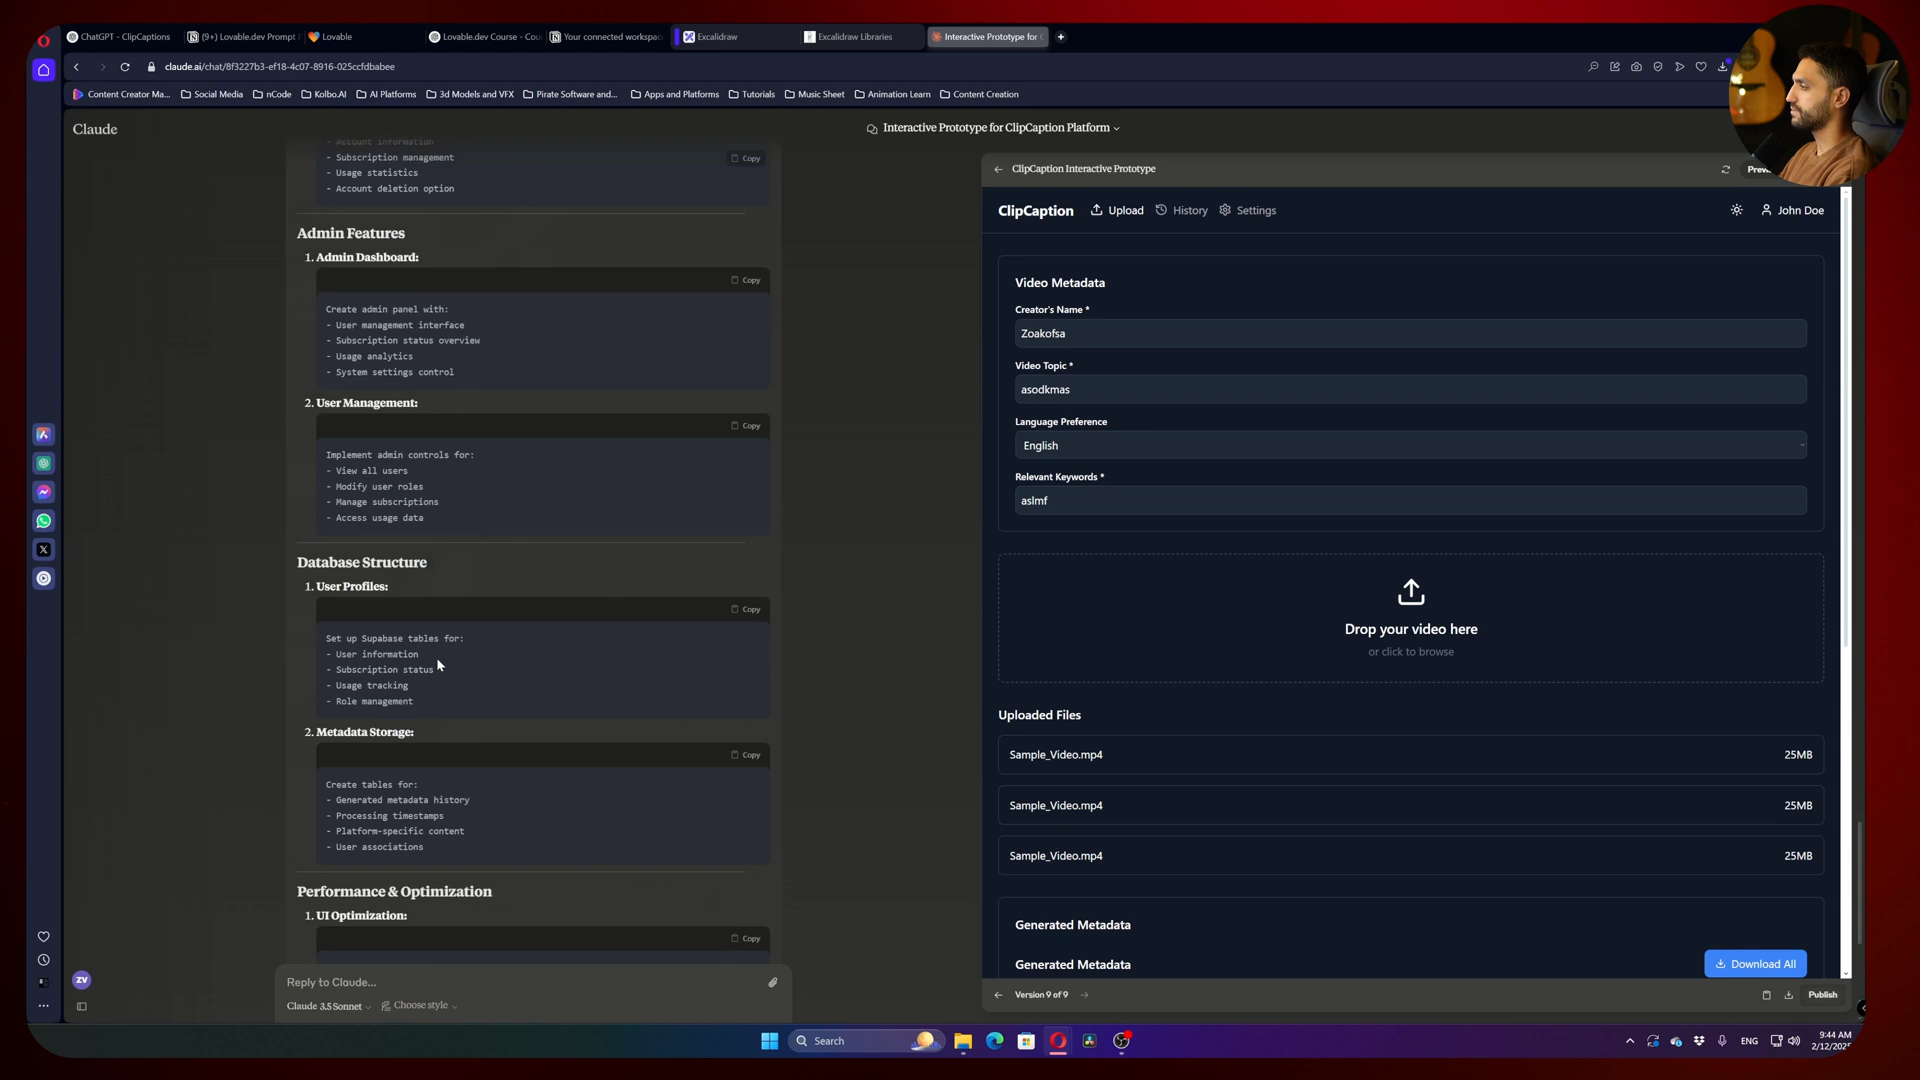 ChatGPT - ClipCaptions
(9+) Lovable.dev Prompt
Lovable
Lovable.dev Course - Cou
Your connected workspac
Excalidraw
Excalidraw Libraries
Interactive Prototype for C
claude.ai/chat/8f3227b3-ef18-4c07-8916-025ccfdbabee
Content Creator Ma...
Social Media
nCode
Kolbo.AI
AI Platforms
3d Models and VFX
Pirate Software and...
Apps and Platforms
Tutorials
Music Sheet
Animation Learn
Content Creation
Claude
Interactive Prototype for ClipCaption Platform
- Account information
- Subscription management
Copy
- Usage statistics
- Account deletion option
Admin Features
1. Admin Dashboard:
Copy
Create admin panel with:
- User management interface
- Subscription status overview
- Usage analytics
- System settings control
2. User Management:
Copy
Implement admin controls for:
- View all users
- Modify user roles
- Manage subscriptions
- Access usage data
Database Structure
1. User Profiles:
Copy
Set up Supabase tables for:
- User information
- Subscription status
- Usage tracking
- Role management
2. Metadata Storage:
Copy
Create tables for:
- Generated metadata history
- Processing timestamps
- Platform-specific content
- User associations
Performance & Optimization
1. UI Optimization:
Copy
Reply to Claude...
Claude 3.5 Sonnet
Choose style
ZV
ClipCaption Interactive Prototype
ClipCaption
Upload
History
Settings
John Doe
Video Metadata
Creator's Name *
Zoakofsa
Video Topic *
asodkmas
Language Preference
English
Relevant Keywords *
aslmf
Drop your video here
or click to browse
Uploaded Files
Sample_Video.mp4
25MB
Sample_Video.mp4
25MB
Sample_Video.mp4
25MB
Generated Metadata
Generated Metadata
Download All
Version 9 of 9
Publish
Search
ENG
9:44 AM